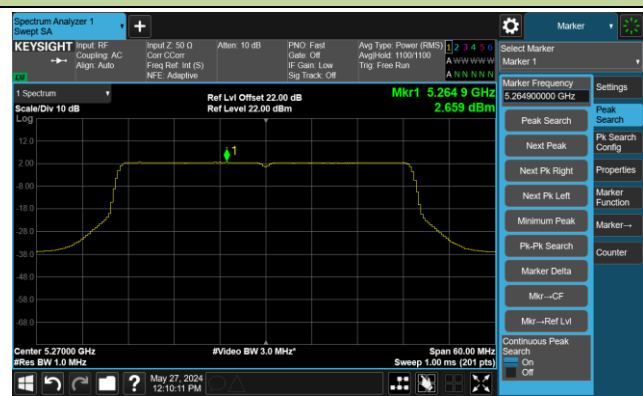 Spectrum Analyzer 1
Swept SA
+
Marker
KEYSIGHT
Input: RF
Coupling: AC
Align: Auto
Input Z: 50 Ω
Corr CCorr
Freq Ref: Int (S)
NFE: Adaptive
Atten: 10 dB
PNO: Fast
Gate: Off
IF Gain: Low
Sig Track: Off
Avg Type: Power (RMS)
Avg|Hold: 1100/1100
Trig: Free Run
1 2 3 4 5 6
A W W W W W
A N N N N N
LXI
Select Marker
Marker 1
1 Spectrum
Scale/Div 10 dB
Log
Ref Lvl Offset 22.00 dB
Ref Level 22.00 dBm
Mkr1 5.264 9 GHz
2.659 dBm
12.0
2.00
-8.00
-18.0
-28.0
-38.0
-48.0
-58.0
-68.0
1
Center 5.27000 GHz
#Res BW 1.0 MHz
#Video BW 3.0 MHz*
Span 60.00 MHz
Sweep 1.00 ms (201 pts)
Marker Frequency
5.264900000 GHz
Peak Search
Next Peak
Next Pk Right
Next Pk Left
Minimum Peak
Pk-Pk Search
Marker Delta
Mkr→CF
Mkr→Ref Lvl
Continuous Peak
Search
On
Off
Settings
Peak
Search
Pk Search
Config
Properties
Marker
Function
Marker→
Counter
?
May 27, 2024
12:10:11 PM